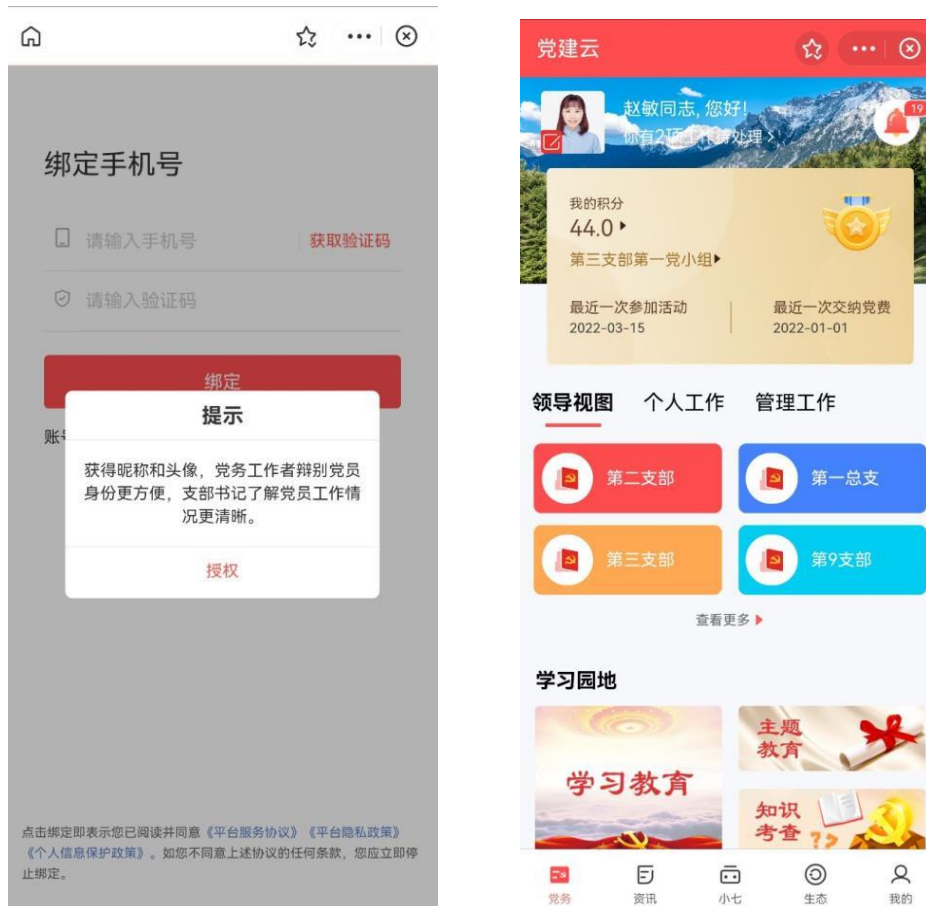 绑定手机号
请输入手机号
获取验证码
请输入验证码
绑定
账号
提示
获得昵称和头像，党务工作者辩别党员
身份更方便，支部书记了解党员工作情
况更清晰。
授权
点击绑定即表示您已阅读并同意《平台服务协议》《平台隐私政策》
《个人信息保护政策》。如您不同意上述协议的任何条款，您应立即停
止绑定。
党建云
赵敏同志，您好！
你有2项工作待处理
19
我的积分
44.0
第三支部第一党小组
最近一次参加活动
2022-03-15
最近一次交纳党费
2022-01-01
领导视图 个人工作 管理工作
第二支部
第一总支
第三支部
第9支部
查看更多
学习园地
学习教育
主题
教育
知识
考查
党务 资讯 小七 生态 我的